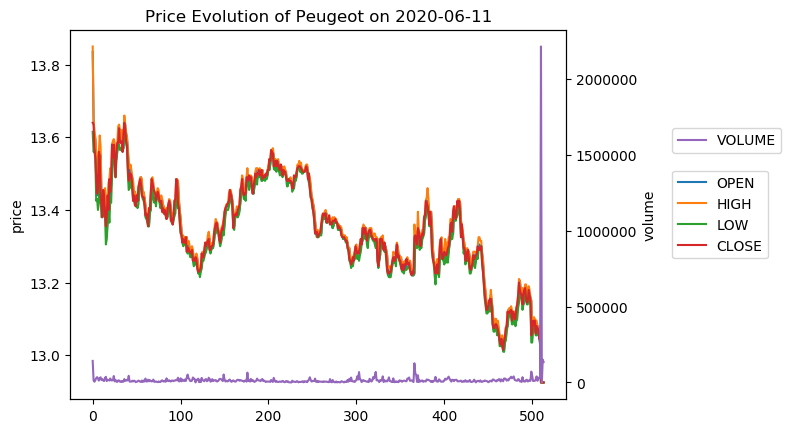 Price Evolution of Peugeot on 2020-06-11
13.8
13.6
13.4
13.2
13.0
price
0
100
200
300
400
500
2000000
1500000
1000000
500000
0
volume
VOLUME
OPEN
HIGH
LOW
CLOSE